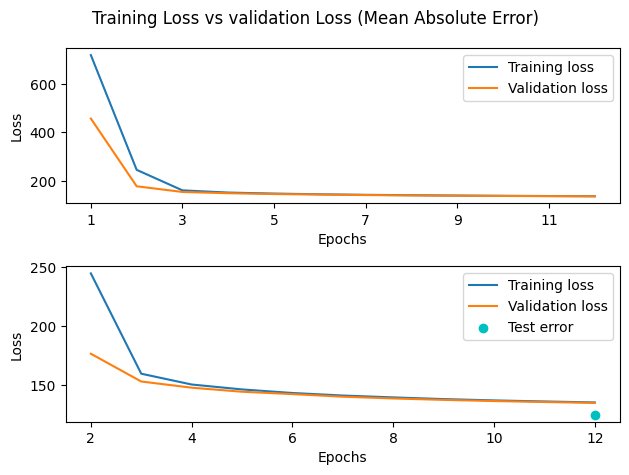 Training Loss vs validation Loss (Mean Absolute Error)
600
400
200
Loss
Training loss
Validation loss
1 3 5 7 9 11
Epochs
250
200
150
Loss
Training loss
Validation loss
Test error
2 4 6 8 10 12
Epochs